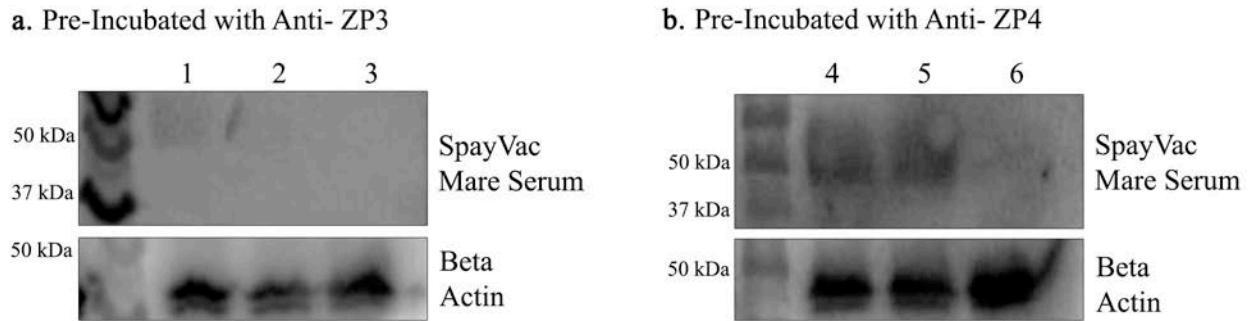 a. Pre-Incubated with Anti- ZP3
1 2 3
50 kDa
37 kDa
SpayVac
Mare Serum
50 kDa
Beta
Actin
b. Pre-Incubated with Anti- ZP4
4 5 6
50 kDa
37 kDa
SpayVac
Mare Serum
50 kDa
Beta
Actin